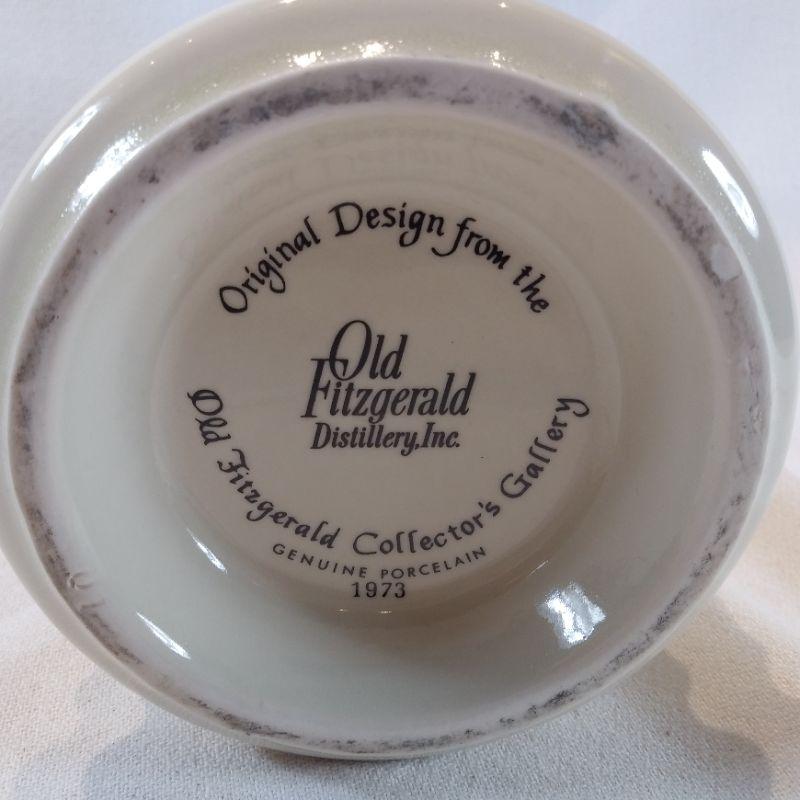 Original Design from the
Old
Fitzgerald
Distillery, Inc.
Old Fitzgerald Collector's Gallery
GENUINE PORCELAIN
1973